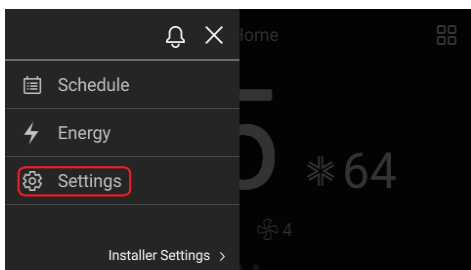 Home
Schedule
Energy
64
Settings
4
Installer Settings >